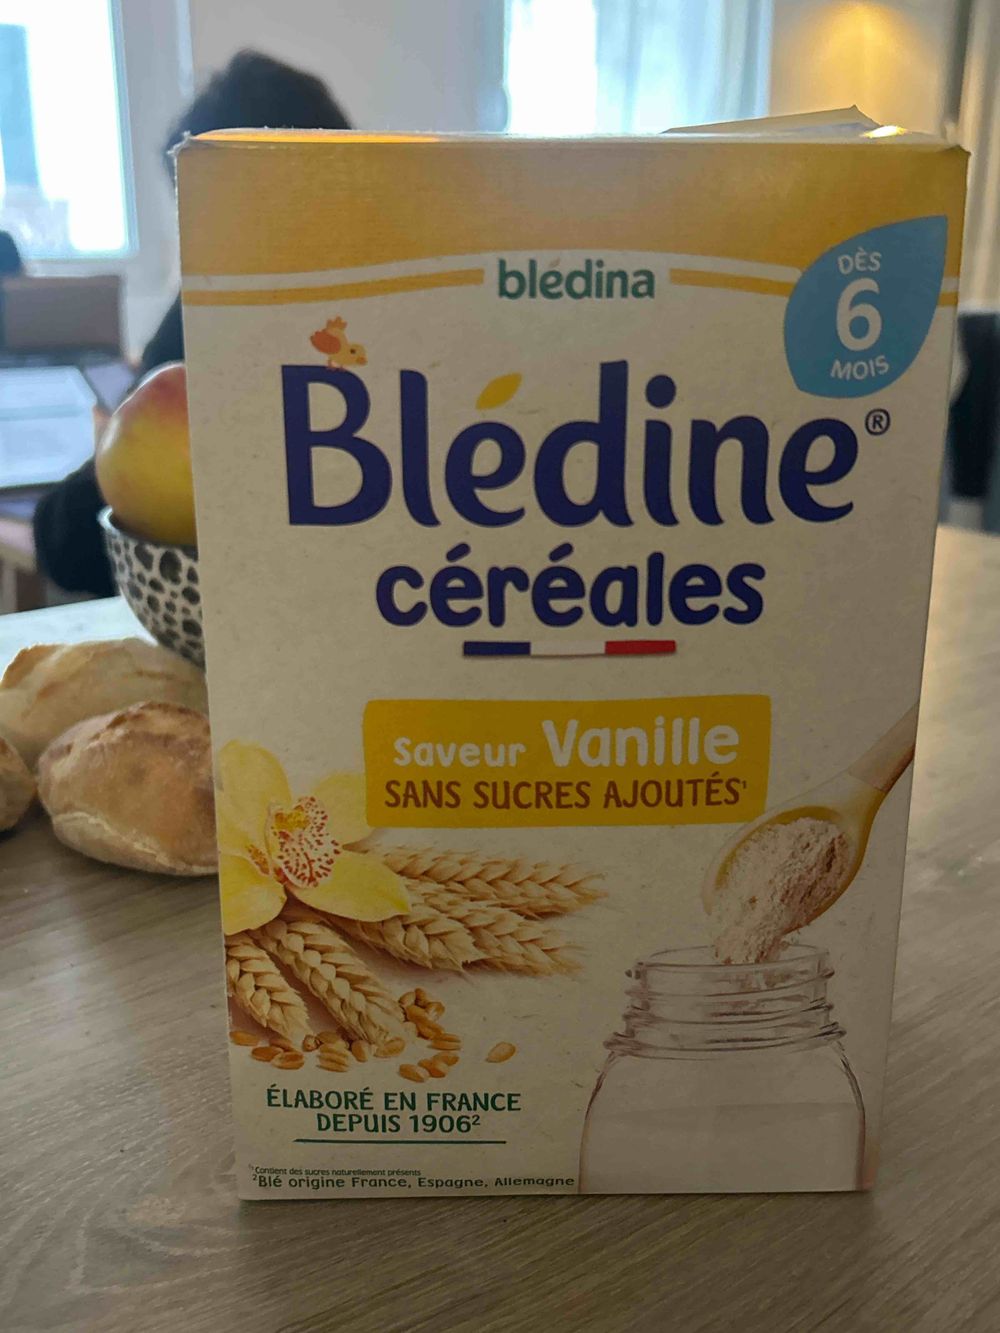 blédina
DÈS
6
MOIS
Blédine®
céréales
Saveur Vanille
SANS SUCRES AJOUTÉS¹
ÉLABORÉ EN FRANCE
DEPUIS 1906²
¹Contient des sucres naturellement présents
²Blé origine France, Espagne, Allemagne